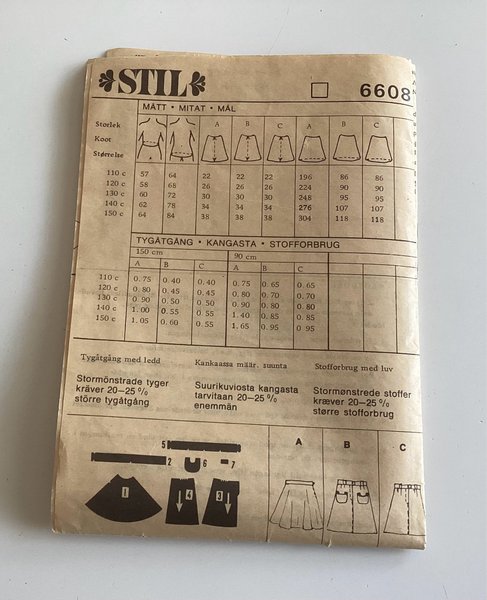 STIL 6608
MÅTT • MITAT • MÅL
Storlek
Koot
Størrelse
A B C A B C
110 c 57 64 22 22 22 196 86 86
120 c 58 68 26 26 26 224 90 90
130 c 60 72 30 30 30 248 95 95
140 c 62 78 34 34 34 276 107 107
150 c 64 84 38 38 38 304 118 118
TYGÅTGÅNG • KANGASTA • STOFFORBRUG
150 cm 90 cm
A B C A B C
110 c 0.75 0.40 0.40 0.75 0.65 0.65
120 c 0.80 0.45 0.45 0.80 0.70 0.70
130 c 0.90 0.50 0.50 0.90 0.80 0.80
140 c 1.00 0.55 0.55 1.40 0.85 0.85
150 c 1.05 0.60 0.55 1.65 0.95 0.95
Tygåtgång med ledd Kankaassa määr. suunta Stofforbrug med luv
Stormönstrade tyger
kräver 20–25 %
större tygåtgång
Suurikuviosta kangasta
tarvitaan 20–25 %
enemmän
Stormønstrede stoffer
kræver 20–25 %
større stofforbrug
5
2 6 7
1 4 3
A B C